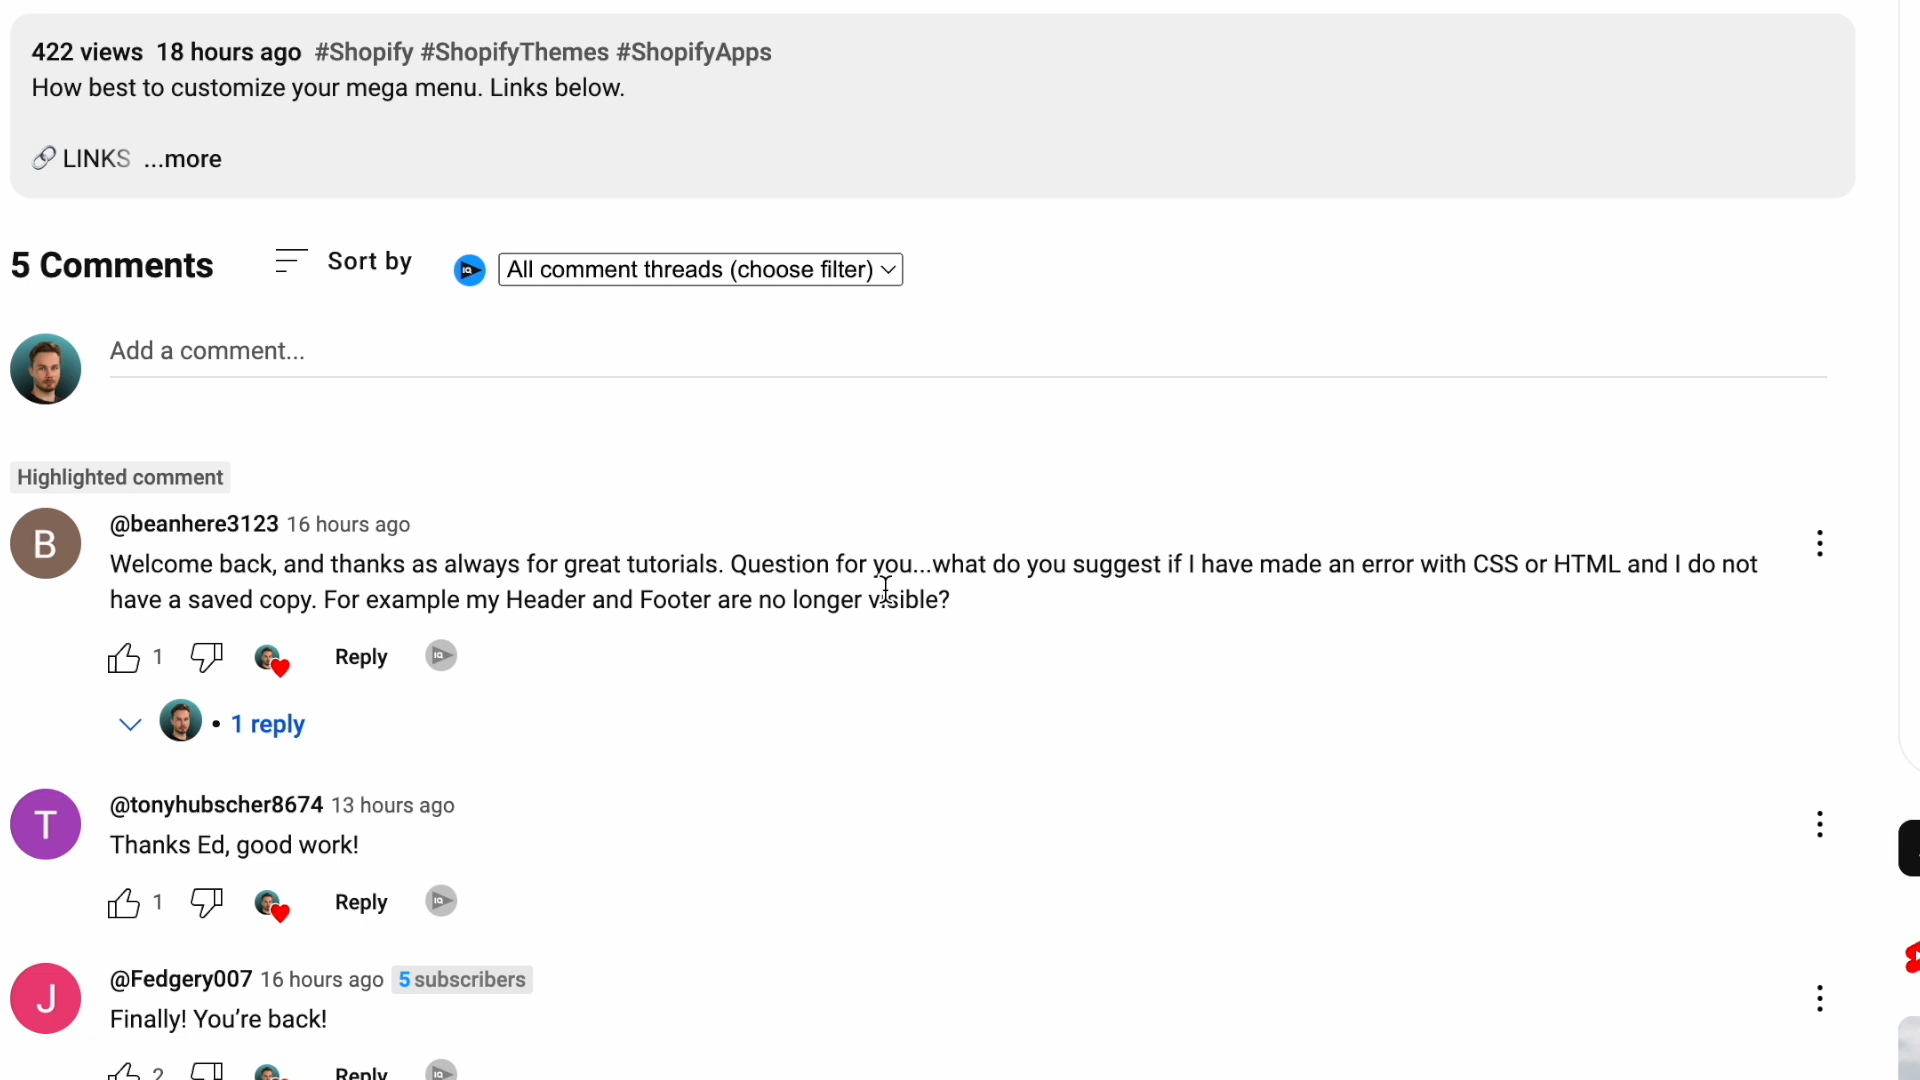 422 views 18 hours ago #Shopify #ShopifyThemes #ShopifyApps
How best to customize your mega menu. Links below.
🔗 LINKS ...more
5 Comments Sort by IQ All comment threads (choose filter)
Add a comment...
Highlighted comment
B @beanhere3123 16 hours ago
Welcome back, and thanks as always for great tutorials. Question for you...what do you suggest if I have made an error with CSS or HTML and I do not
have a saved copy. For example my Header and Footer are no longer visible?
1 Reply IQ
• 1 reply
T @tonyhubscher8674 13 hours ago
Thanks Ed, good work!
1 Reply IQ
J @Fedgery007 16 hours ago 5 subscribers
Finally! You’re back!
2 Reply IQ